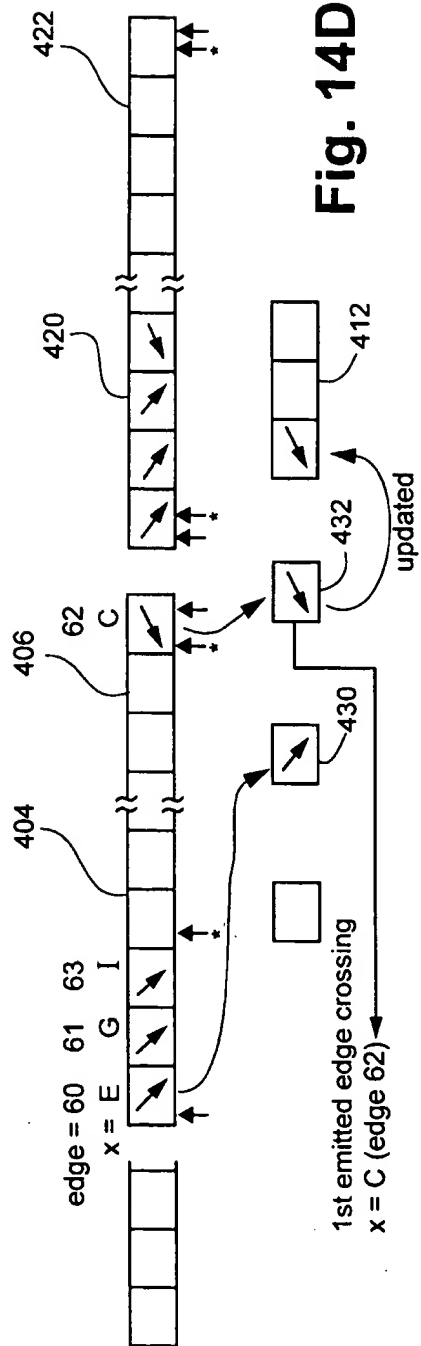 404
406
420
422
edge = 60 61 63 62
x = E G I C
*
*
*
*
430
432
412
updated
1st emitted edge crossing
x = C (edge 62)
Fig. 14D